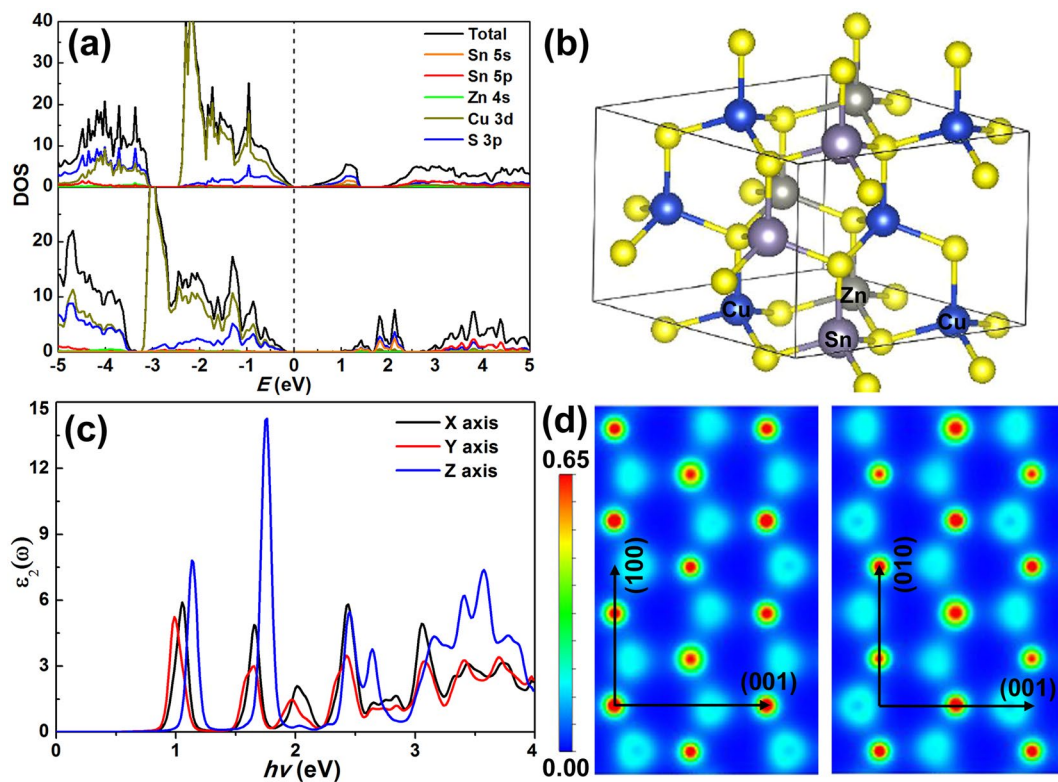 (a)
40
30
20
10
0
20
10
0
DOS
Total
Sn 5s
Sn 5p
Zn 4s
Cu 3d
S 3p
-5 -4 -3 -2 -1 0 1 2 3 4 5
E (eV)
(b)
Cu
Zn
Sn
Cu
(c)
15
12
9
6
3
0
ε2(ω)
X axis
Y axis
Z axis
0 1 2 3 4
hν (eV)
(d)
0.65
0.00
(100)
(001)
(010)
(001)